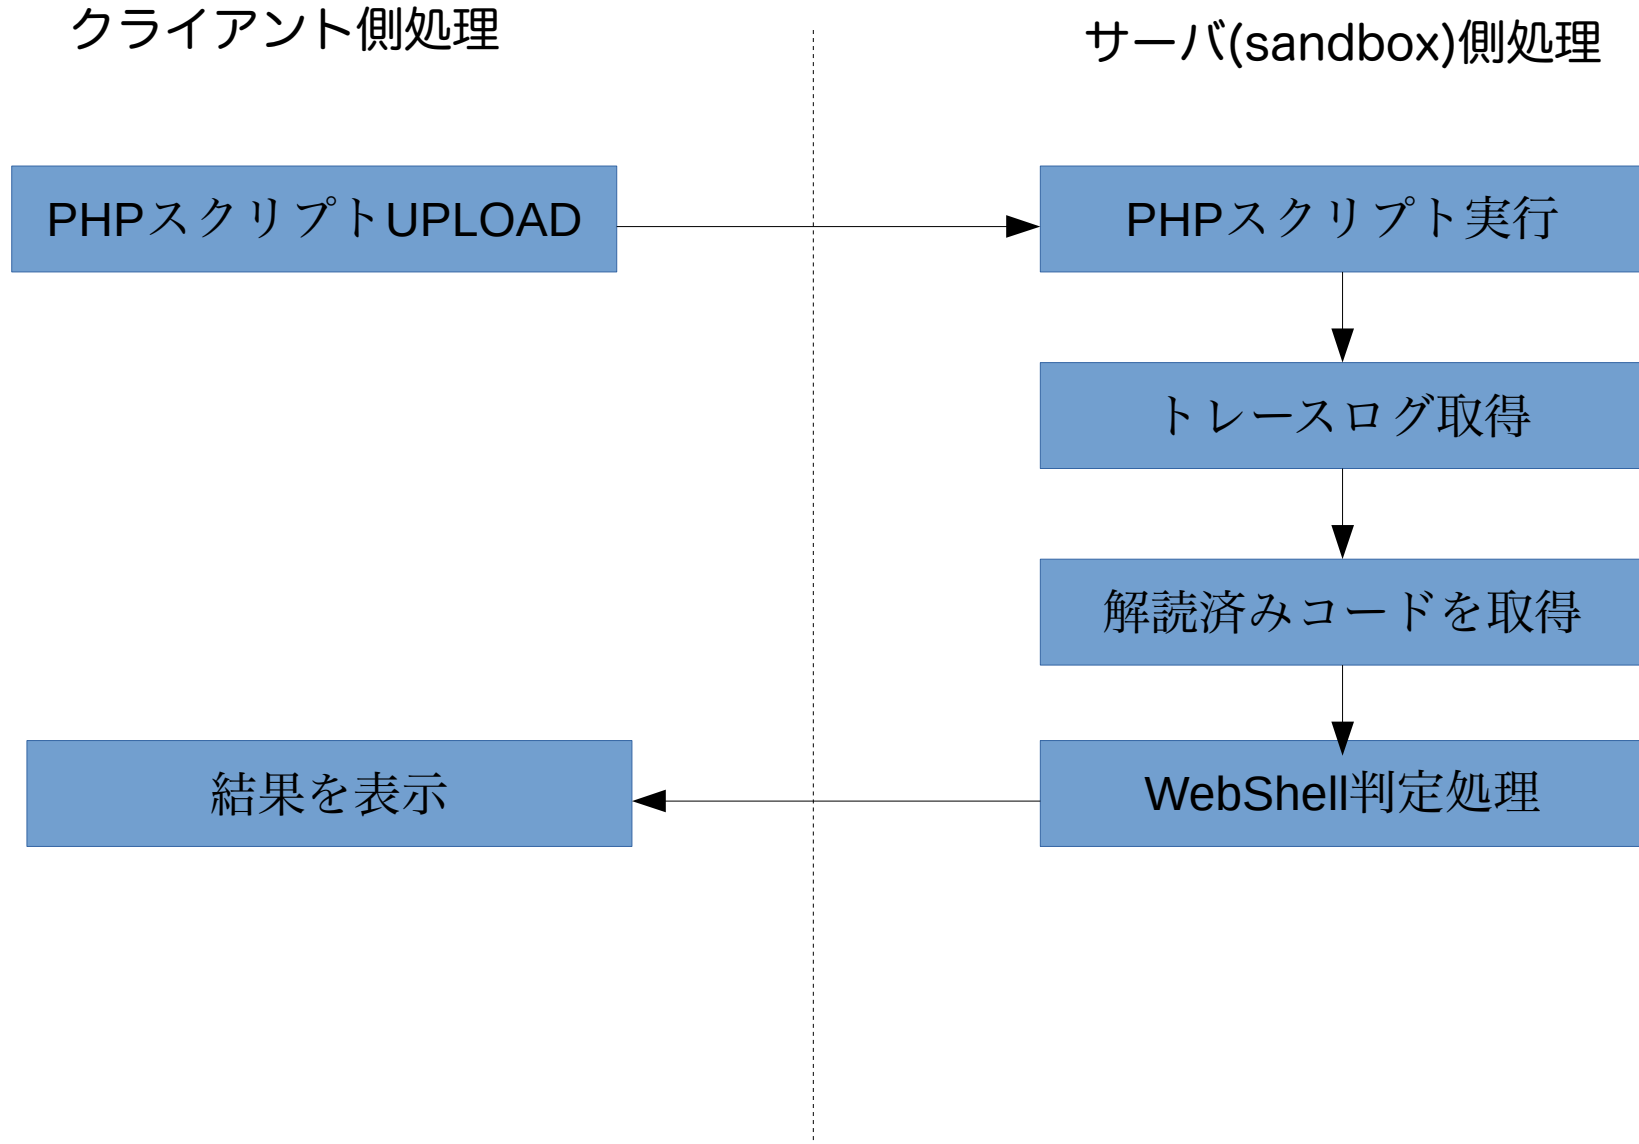 クライアント側処理
サーバ(sandbox)側処理
PHPスクリプトUPLOAD
PHPスクリプト実行
トレースログ取得
解読済みコードを取得
結果を表示
WebShell判定処理